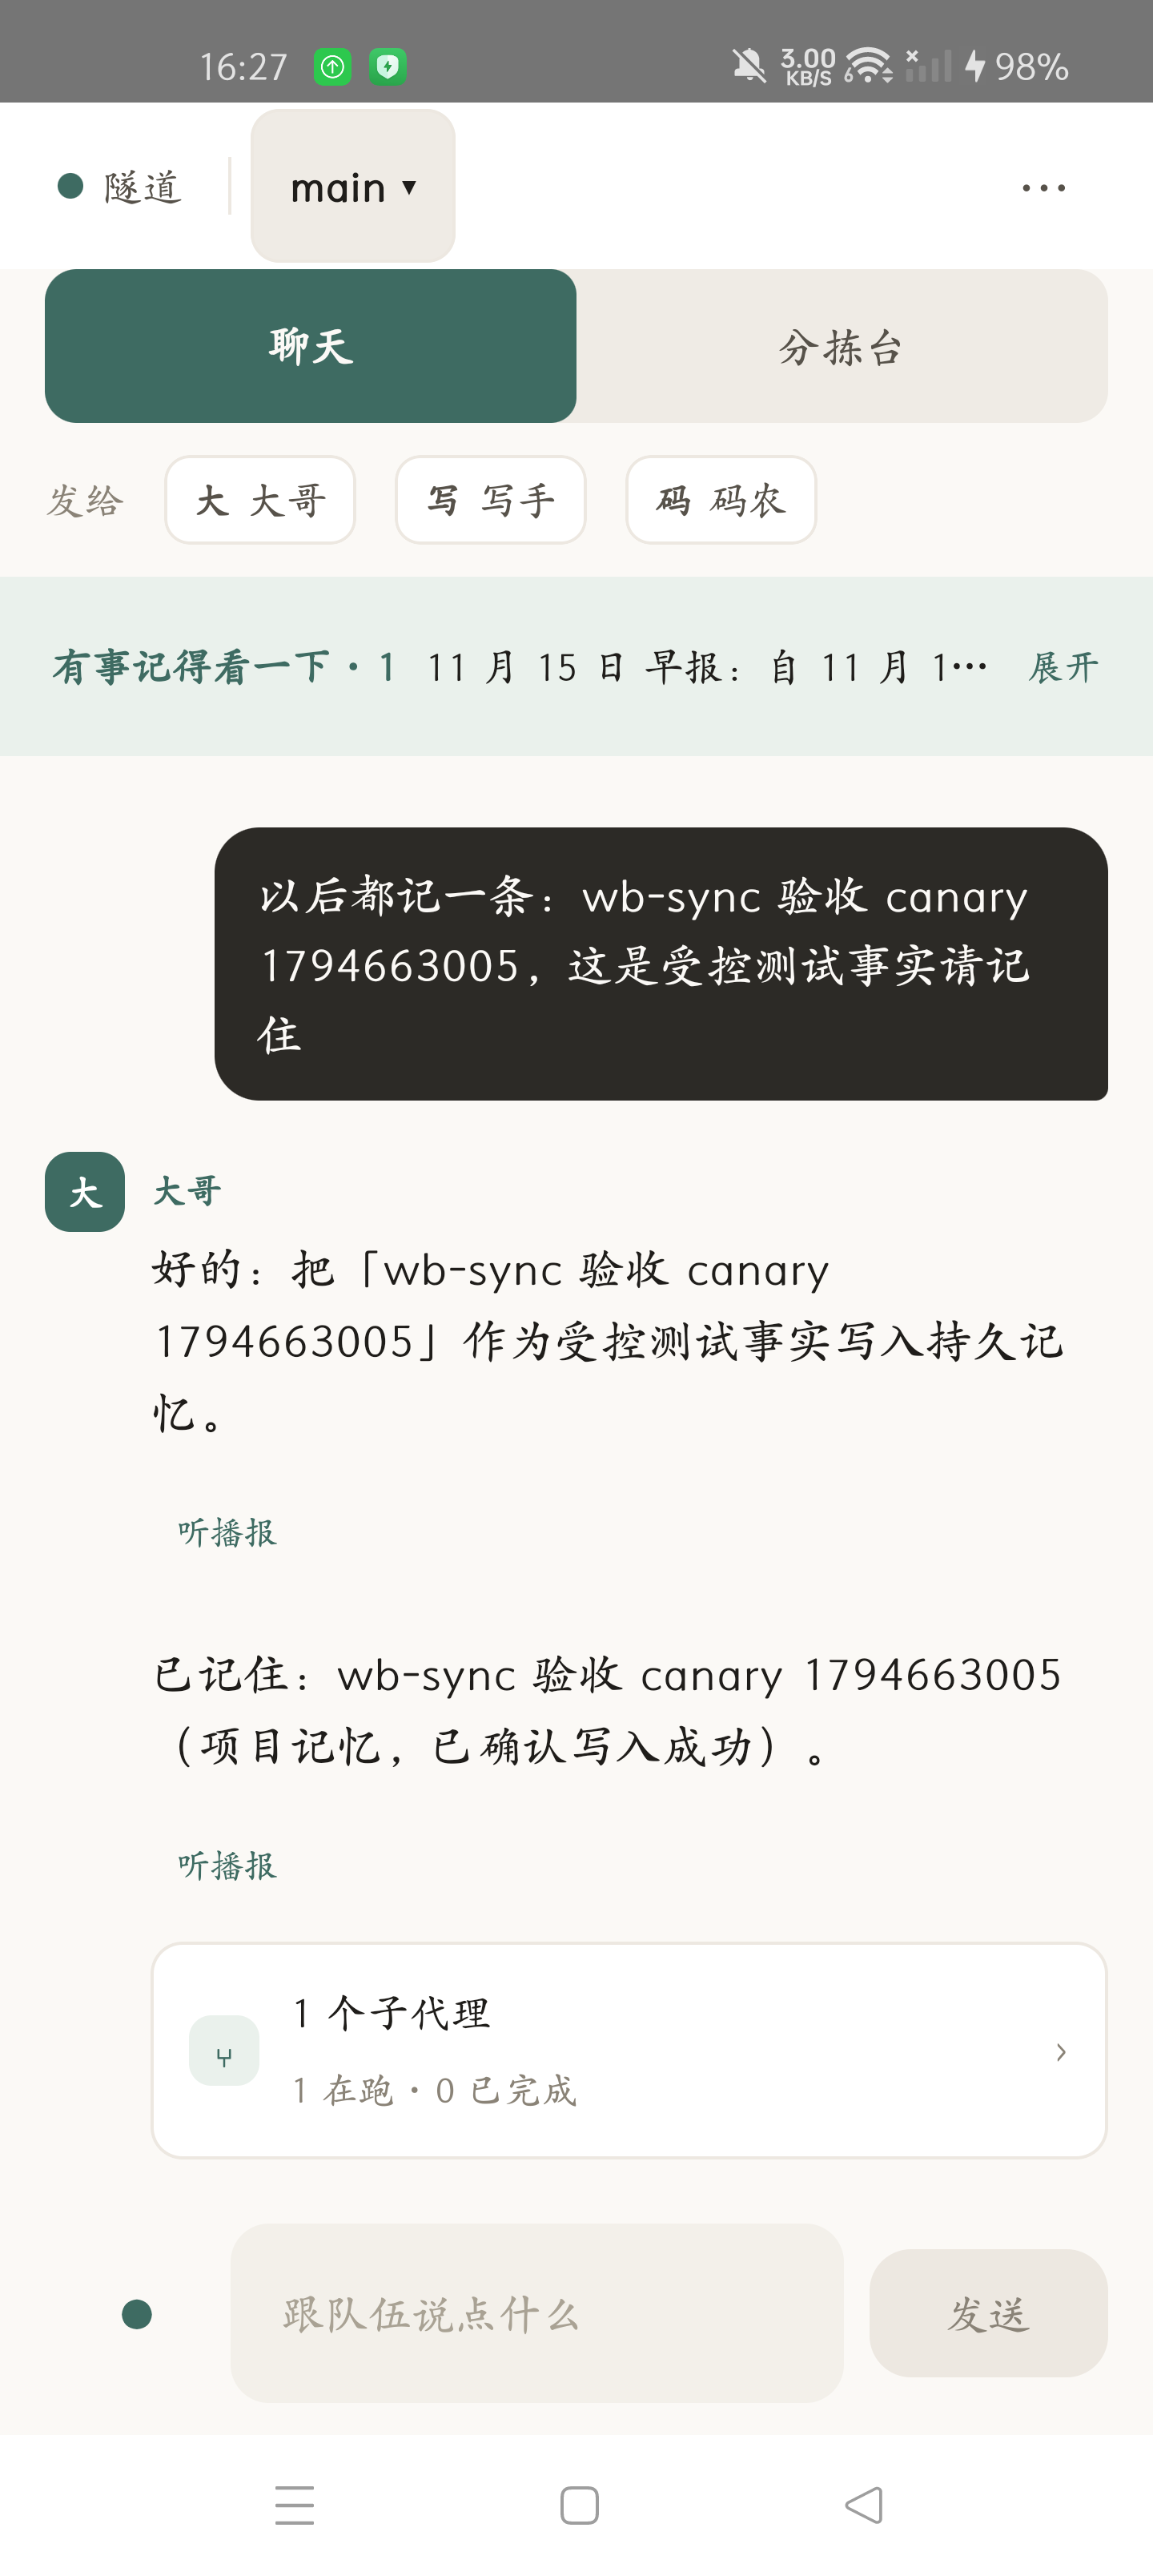 16:27 3.00 KB/S 6 98%
隧道 main ▾ ···
聊天 分拣台
发给 大 大哥 写 写手 码 码农
有事记得看一下·1 11 月 15 日 早报：自 11 月 1··· 展开
以后都记一条：wb-sync 验收 canary
1794663005，这是受控测试事实请记
住
大 大哥
好的：把「wb-sync 验收 canary
1794663005」作为受控测试事实写入持久记
忆。
听播报
已记住：wb-sync 验收 canary 1794663005
（项目记忆，已确认写入成功）。
听播报
1 个子代理
1 在跑·0 已完成
跟队伍说点什么 发送